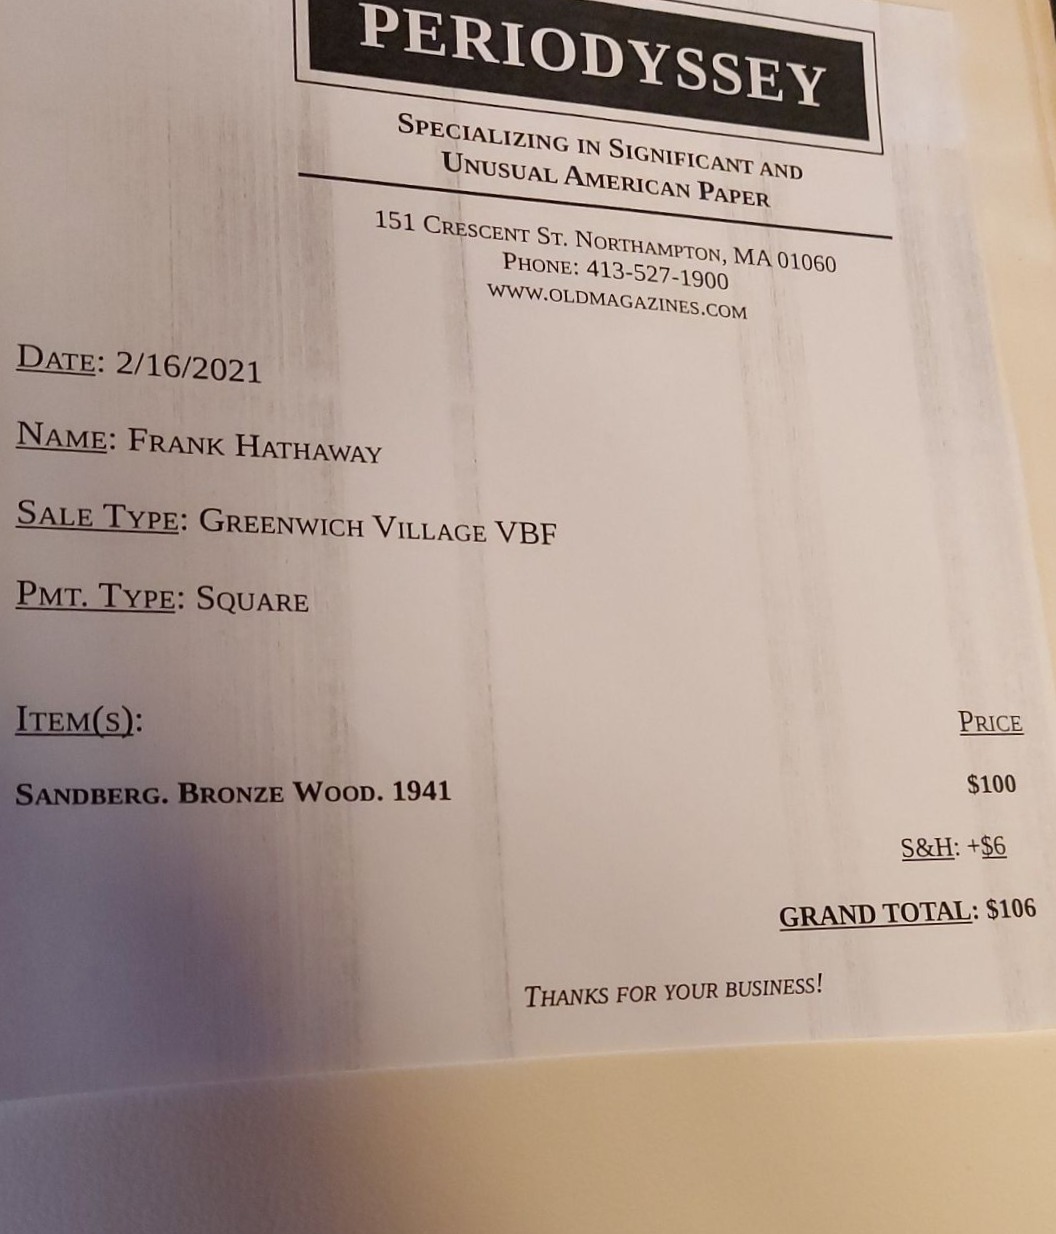 PERIODYSSEY
SPECIALIZING IN SIGNIFICANT AND
UNUSUAL AMERICAN PAPER
151 CRESCENT ST. NORTHAMPTON, MA 01060
PHONE: 413-527-1900
WWW.OLDMAGAZINES.COM
DATE: 2/16/2021
NAME: FRANK HATHAWAY
SALE TYPE: GREENWICH VILLAGE VBF
PMT. TYPE: SQUARE
ITEM(S): PRICE
SANDBERG. BRONZE WOOD. 1941 $100
S&H: +$6
GRAND TOTAL: $106
THANKS FOR YOUR BUSINESS!